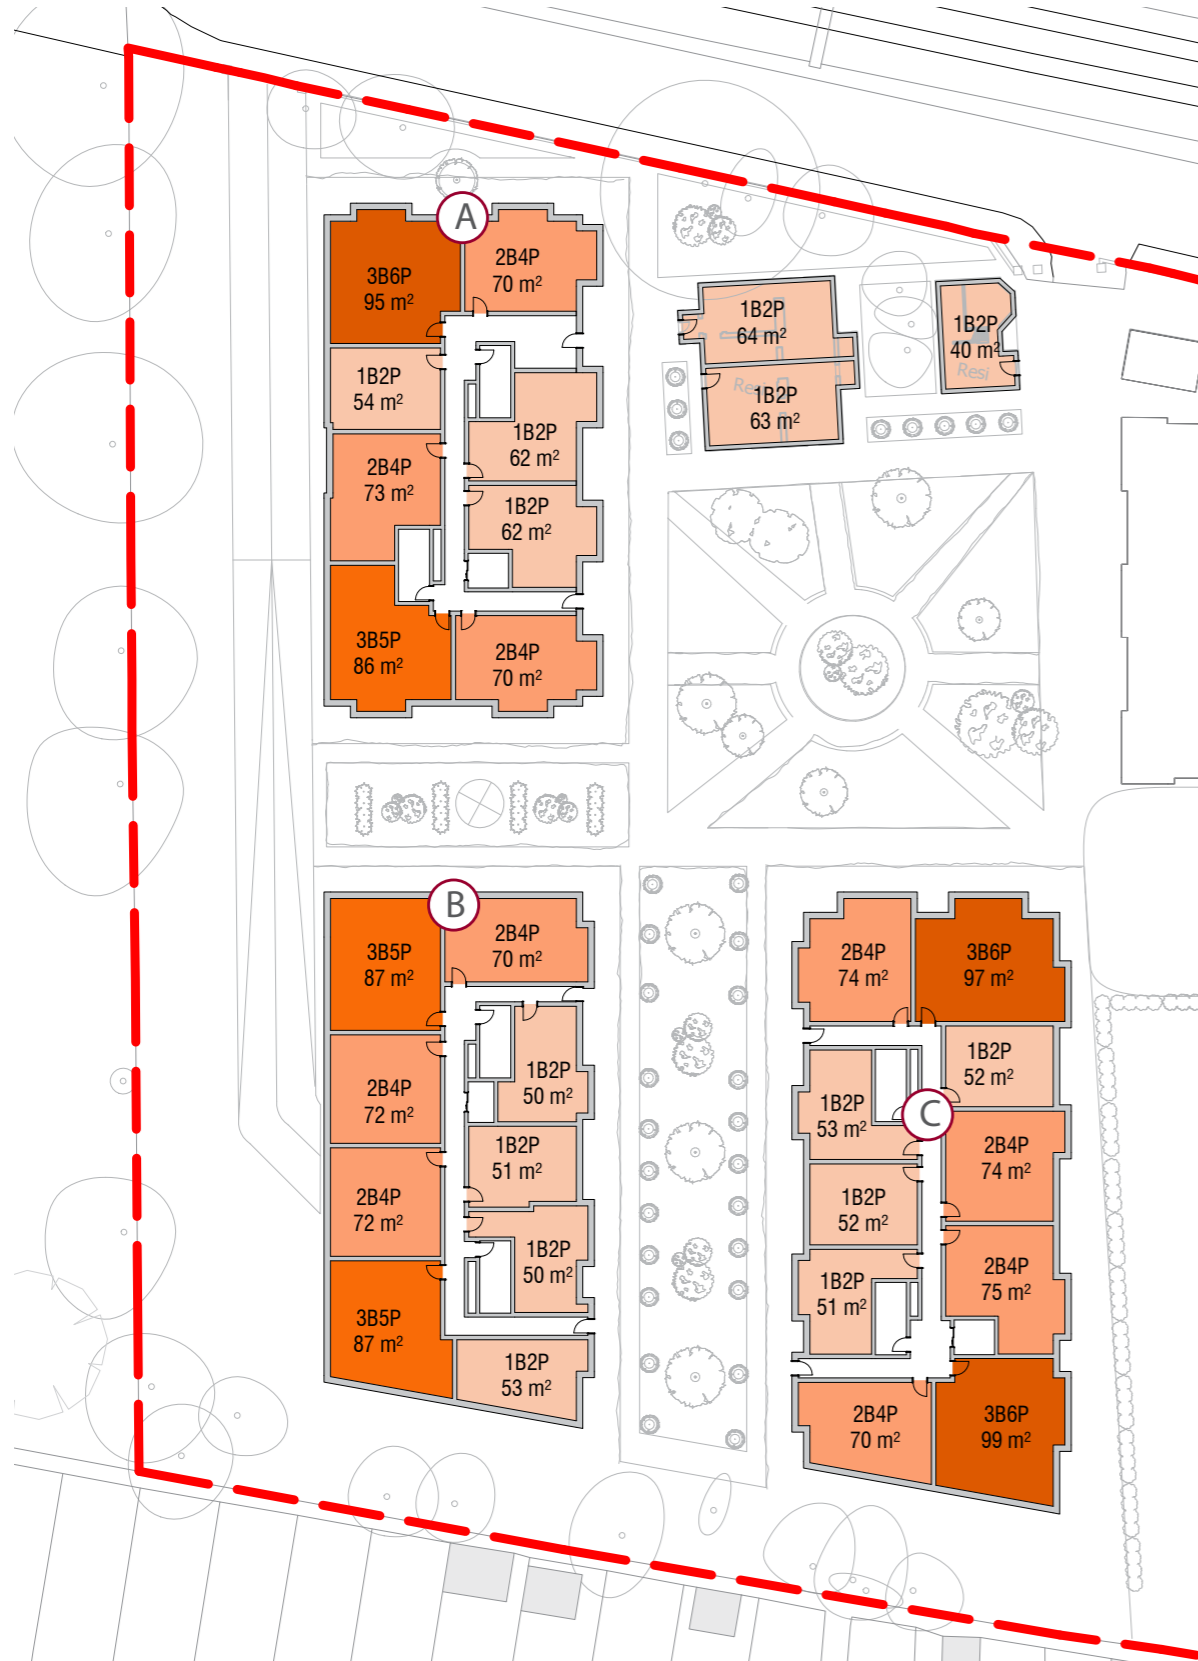 A
3B6P
95 m²
2B4P
70 m²
1B2P
54 m²
2B4P
73 m²
1B2P
62 m²
1B2P
62 m²
3B5P
86 m²
2B4P
70 m²
1B2P
64 m²
Resi
1B2P
63 m²
1B2P
40 m²
Resi
B
3B5P
87 m²
2B4P
70 m²
2B4P
72 m²
1B2P
50 m²
1B2P
51 m²
2B4P
72 m²
1B2P
50 m²
3B5P
87 m²
1B2P
53 m²
2B4P
74 m²
3B6P
97 m²
1B2P
52 m²
C
1B2P
53 m²
2B4P
74 m²
1B2P
52 m²
1B2P
51 m²
2B4P
75 m²
2B4P
70 m²
3B6P
99 m²